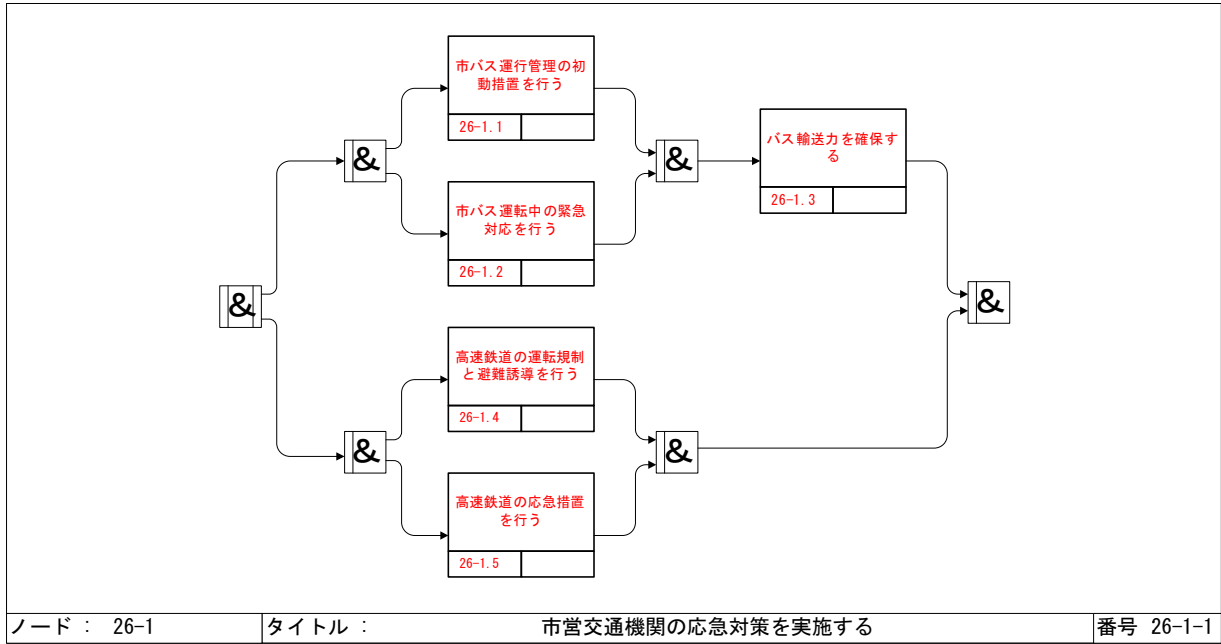 市バス運行管理の初
動措置を行う
26-1.1
&
&
バス輸送力を確保す
る
26-1.3
市バス運転中の緊急
対応を行う
26-1.2
&
&
高速鉄道の運転規制
と避難誘導を行う
26-1.4
&
&
高速鉄道の応急措置
を行う
26-1.5
ノード : 26-1 タイトル : 市営交通機関の応急対策を実施する 番号 26-1-1